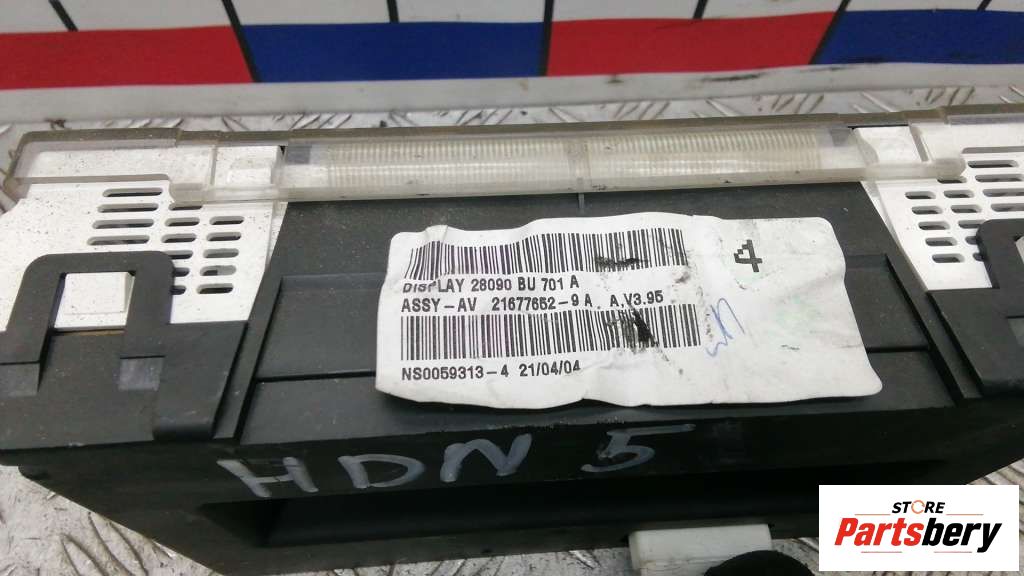 DISPLAY 28090 BU 701 A
ASSY-AV 21677652-9 A . A.V3.95
NS0059313-4 21/04/04
4
HDN 5
STORE
Partsbery